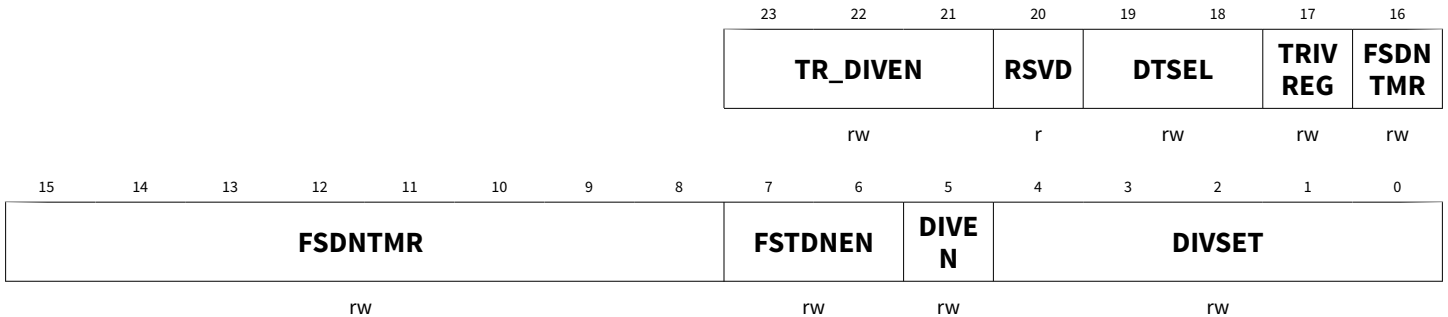 23 22 21 20 19 18 17 16
TR_DIVEN RSVD DTSEL TRIV REG FSDN TMR
rw r rw rw rw
15 14 13 12 11 10 9 8 7 6 5 4 3 2 1 0
FSDNTMR FSTDNEN DIVE N DIVSET
rw rw rw rw